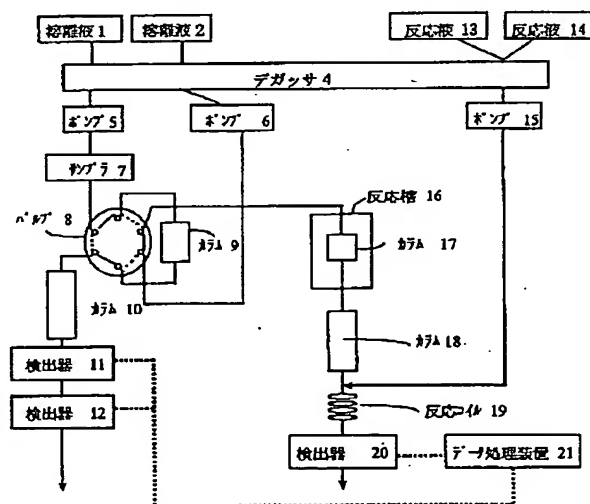 溶離液 1
溶離液 2
反応液 13
反応液 14
デガッサ 4
ポンプ 5
ポンプ 6
ポンプ 15
サンプラ 7
バルブ 8
カラム 9
反応槽 16
カラム 17
カラム 10
カラム 18
検出器 11
検出器 12
反応コイル 19
検出器 20
データ処理装置 21